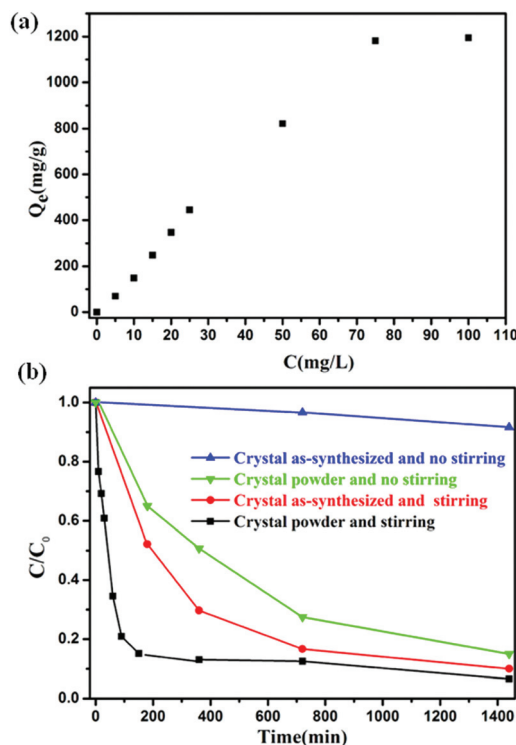 (a)
1200
1000
800
600
400
200
0
Qe(mg/g)
0 10 20 30 40 50 60 70 80 90 100 110
C(mg/L)
(b)
1.0
0.8
0.6
0.4
0.2
0.0
C/C0
Crystal as-synthesized and no stirring
Crystal powder and no stirring
Crystal as-synthesized and stirring
Crystal powder and stirring
0 200 400 600 800 1000 1200 1400
Time(min)